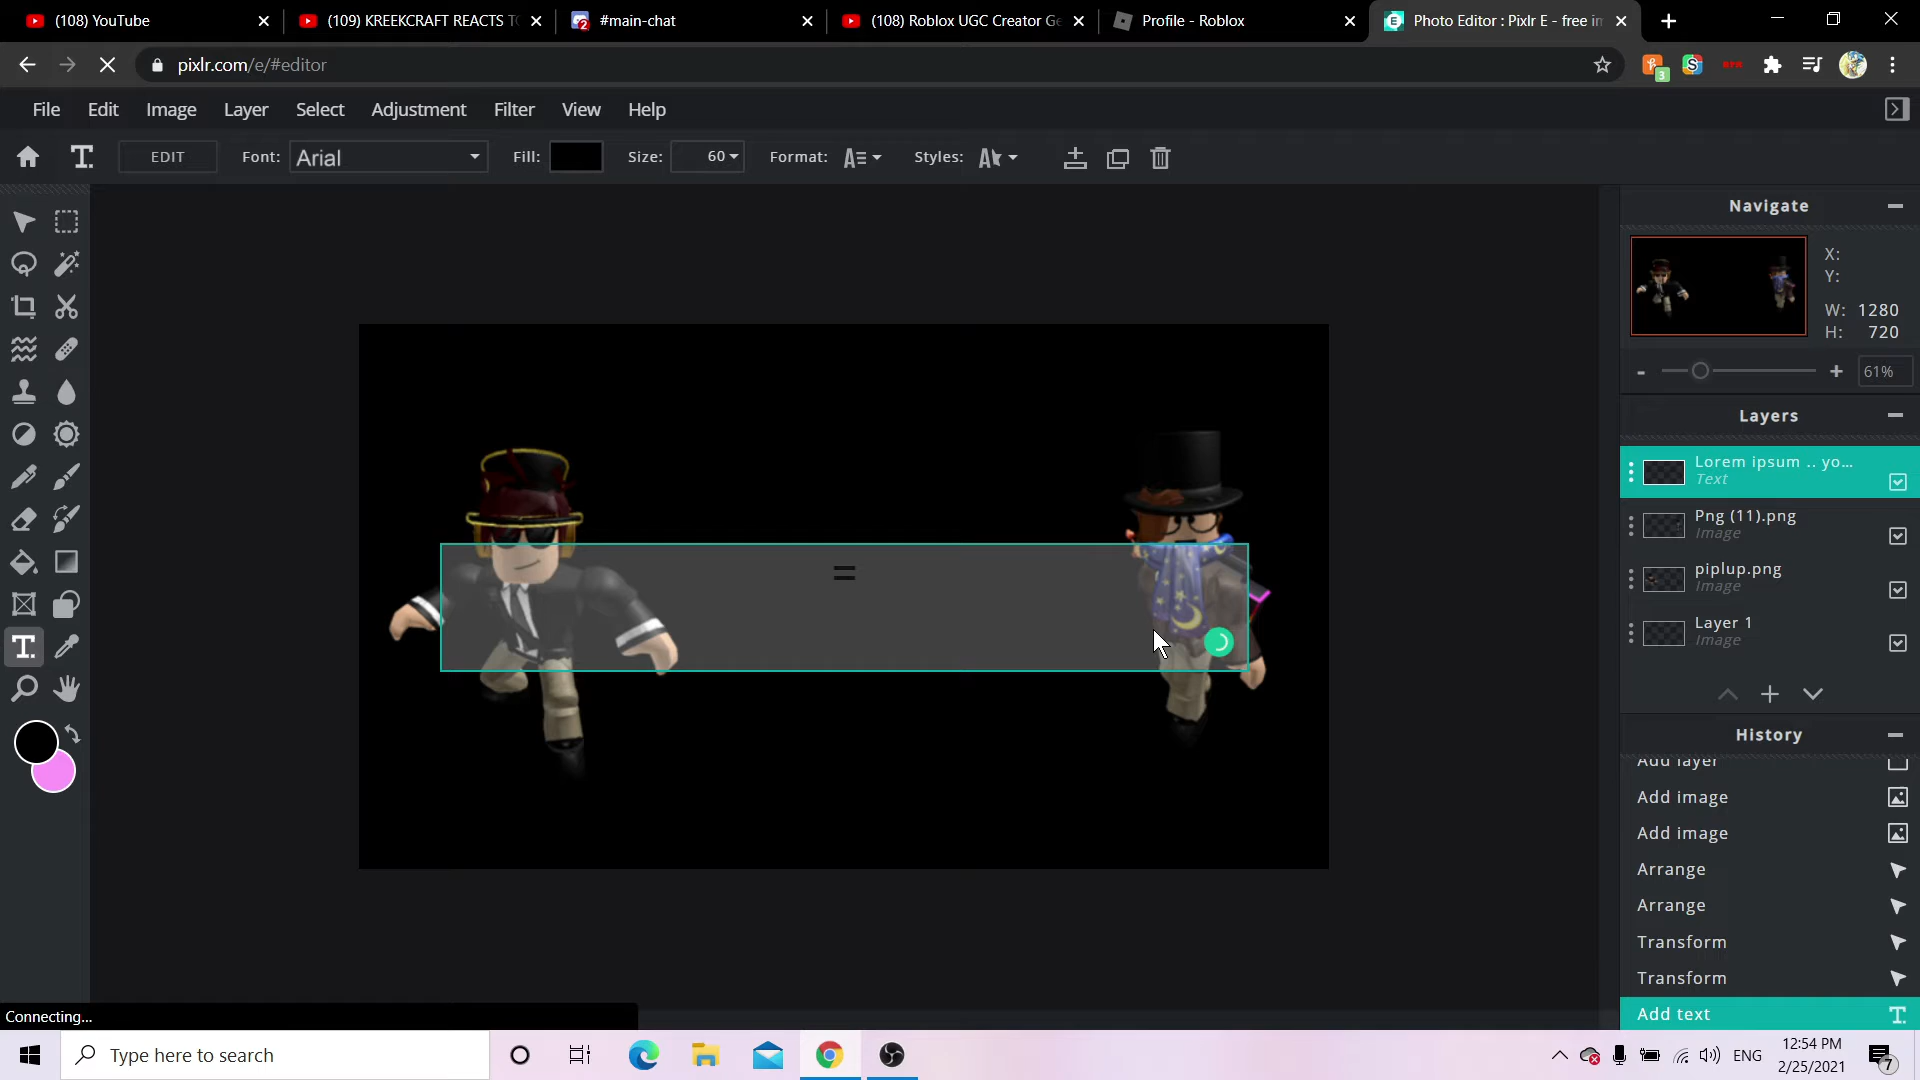 (108) YouTube
(109) KREEKCRAFT REACTS T
#main-chat
(108) Roblox UGC Creator G
Profile - Roblox
Photo Editor : Pixlr E - free i
pixlr.com/e/#editor
3
File Edit Image Layer Select Adjustment Filter View Help
EDIT Font: Arial Fill: Size: 60 Format: Styles:
Navigate
X:
Y:
W: 1280
H: 720
- + 61%
Layers
Lorem ipsum .. yo...
Text
Png (11).png
Image
piplup.png
Image
Layer 1
Image
=
History
Add layer
Add image
Add image
Arrange
Arrange
Transform
Transform
Add text
Connecting...
Type here to search
ENG
12:54 PM
2/25/2021
7